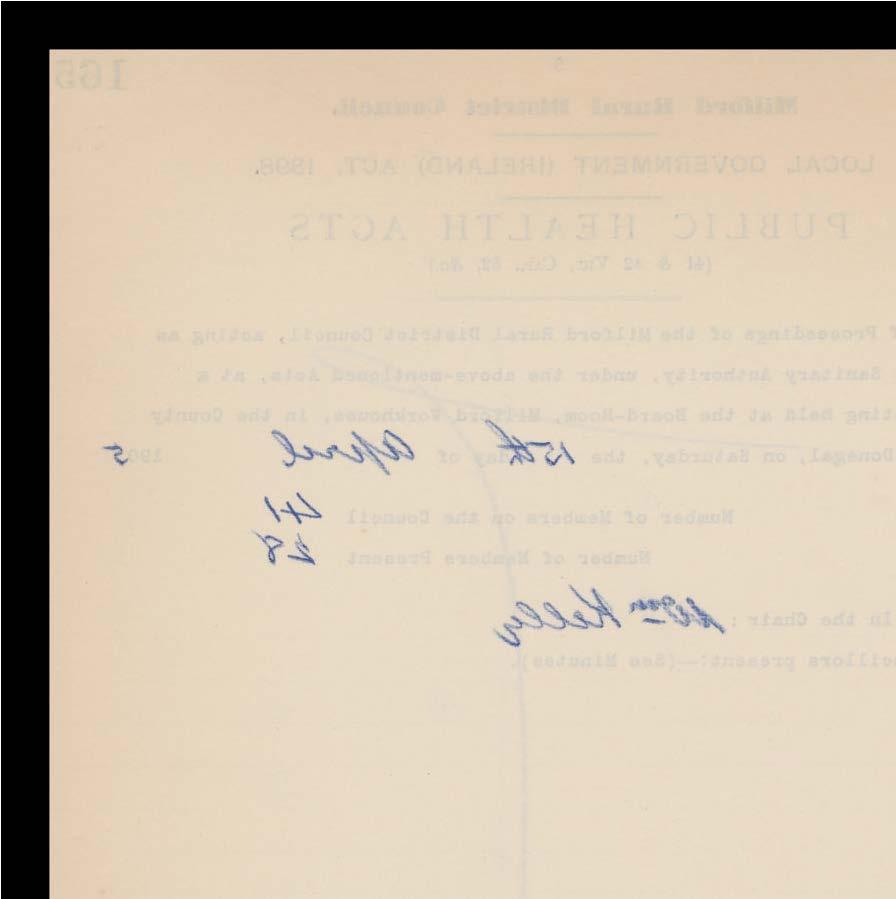 165
Milford Rural District Council.
LOCAL GOVERNMENT (IRELAND) ACT, 1898.
PUBLIC HEALTH ACTS
(41 & 42 Vic., Ch. 52, &c.)
f Proceedings of the Milford Rural District Council, acting as
Sanitary Authority, under the above-mentioned Acts, at a
ting held at the Board-Room, Milford Workhouse, in the County
Donegal, on Saturday, the 15th day of April 1905
Number of Members on the Council 41
Number of Members Present 28
In the Chair: Wm Kelly
ncillors present:—(See Minutes).